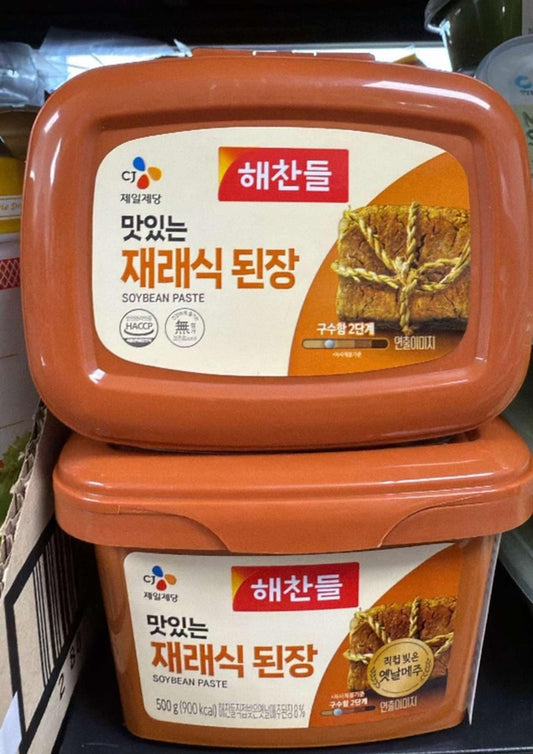 CJ
제일제당
해찬들
맛있는
재래식 된장
SOYBEAN PASTE
HACCP
無
구수함 2단계
연출이미지
CJ
제일제당
해찬들
맛있는
재래식 된장
SOYBEAN PASTE
500 g (900 kcal)
직접 빚은
옛날메주
구수함 2단계
연출이미지